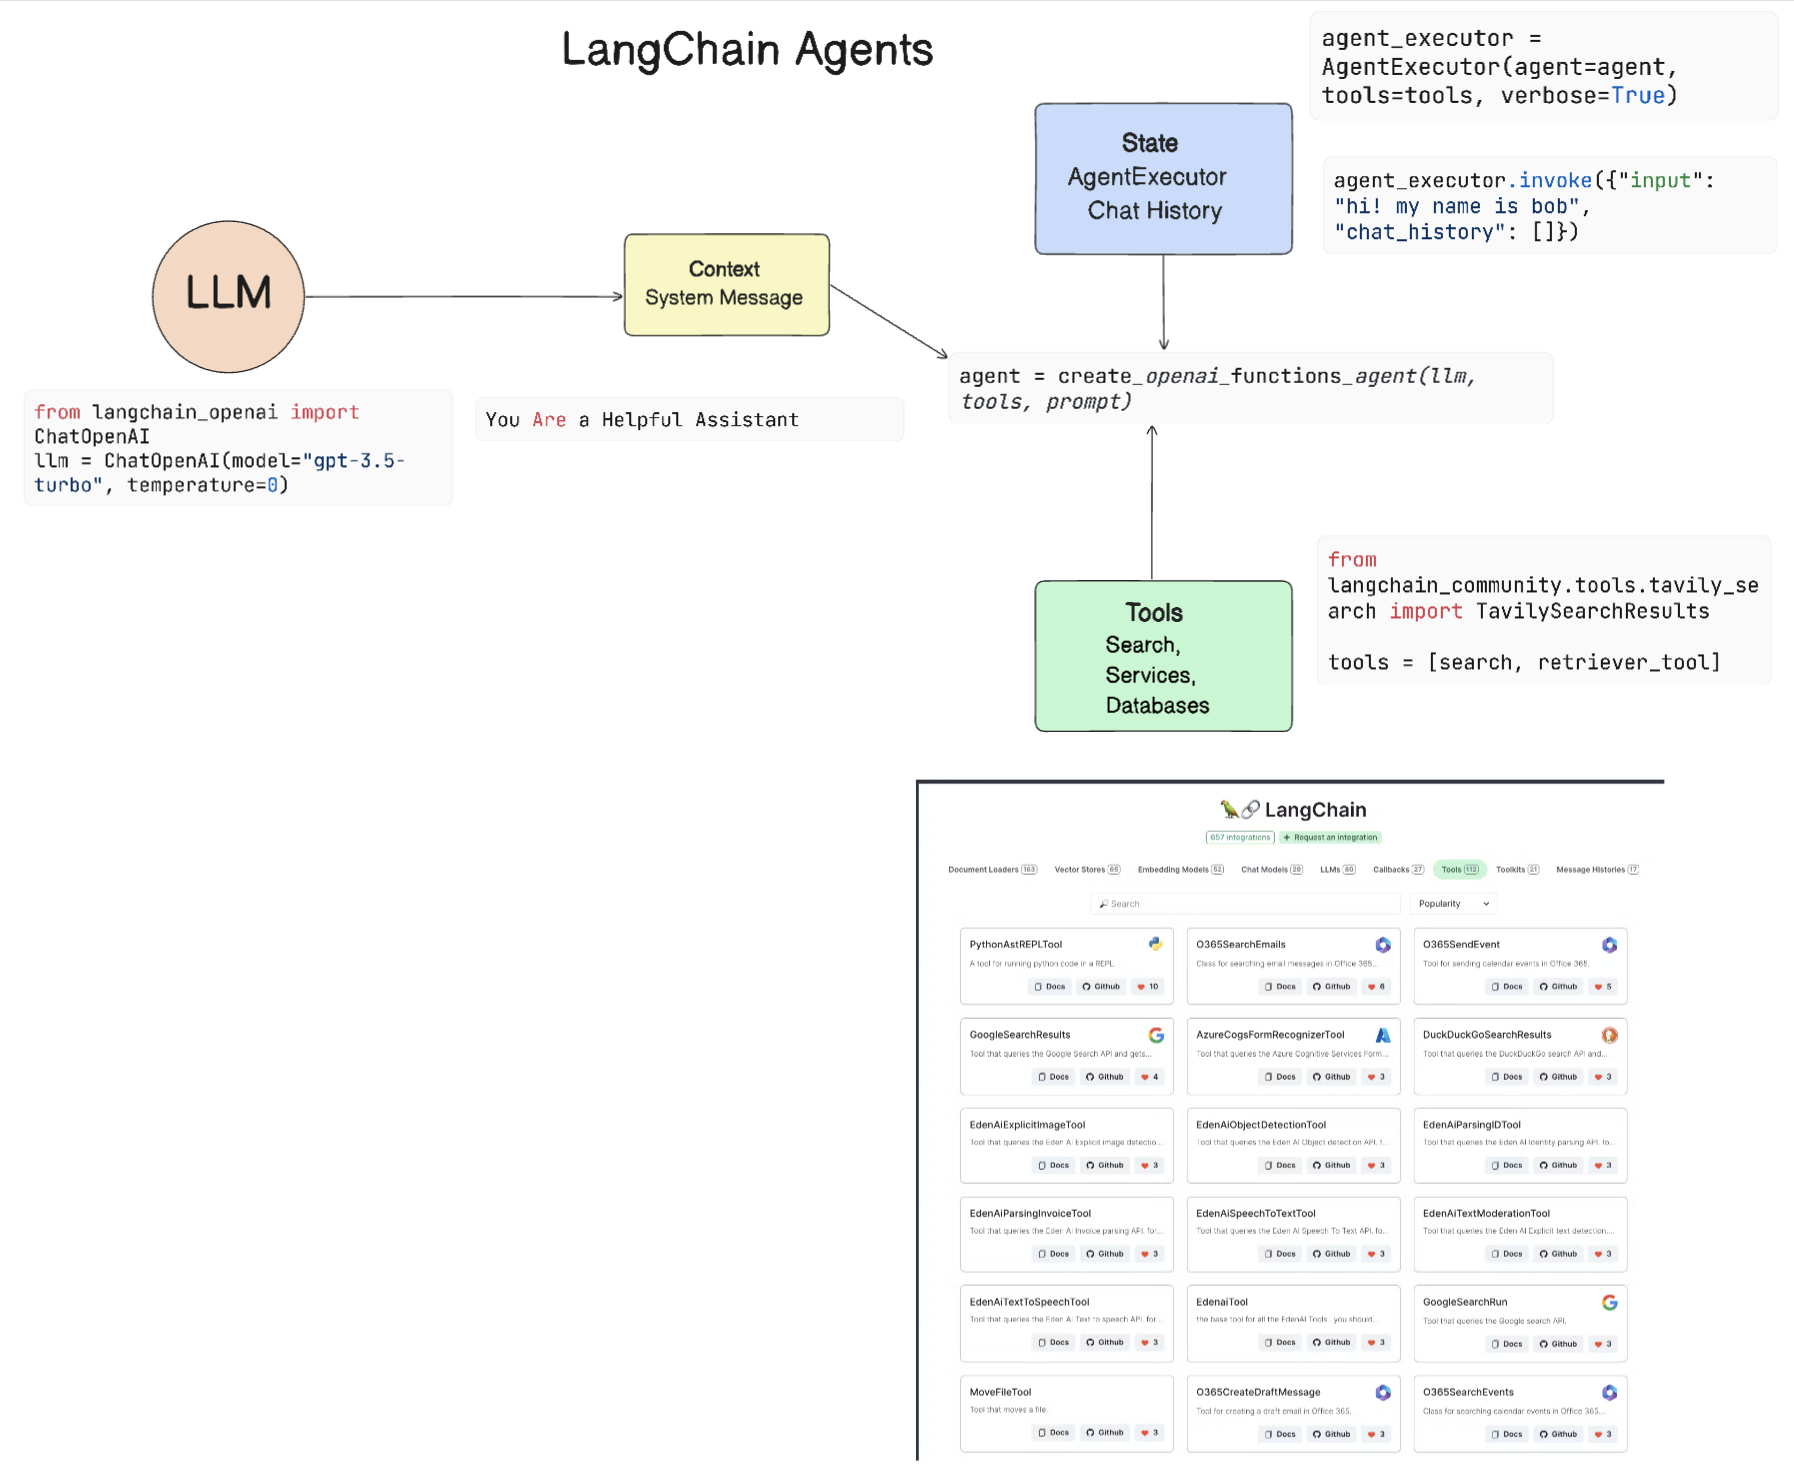 LangChain Agents
agent_executor =
AgentExecutor(agent=agent,
tools=tools, verbose=True)
State
AgentExecutor
Chat History
agent_executor.invoke({"input":
"hi! my name is bob",
"chat_history": []})
LLM
Context
System Message
agent = create_openai_functions_agent(llm,
tools, prompt)
from langchain_openai import
ChatOpenAI
llm = ChatOpenAI(model="gpt-3.5-
turbo", temperature=0)
You Are a Helpful Assistant
Tools
Search,
Services,
Databases
from
langchain_community.tools.tavily_se
arch import TavilySearchResults
tools = [search, retriever_tool]
LangChain
657 integrations + Request an integration
Document Loaders 163 Vector Stores 65 Embedding Models 52 Chat Models 29 LLMs 80 Callbacks 27 Tools 112 Toolkits 21 Message Histories 17
Search Popularity
PythonAstREPLTool O365SearchEmails O365SendEvent
A tool for running python code in a REPL. Class for searching email messages in Office 365... Tool for sending calendar events in Office 365.
Docs Github 10 Docs Github 6 Docs Github 5
GoogleSearchResults AzureCogsFormRecognizerTool DuckDuckGoSearchResults
Tool that queries the Google Search API and gets... Tool that queries the Azure Cognitive Services Form... Tool that queries the DuckDuckGo search API and...
Docs Github 4 Docs Github 3 Docs Github 3
EdenAiExplicitImageTool EdenAiObjectDetectionTool EdenAiParsingIDTool
Tool that queries the Eden AI Explicit image detectio... Tool that queries the Eden AI Object detection API. f... Tool that queries the Eden AI Identity parsing API. fo...
Docs Github 3 Docs Github 3 Docs Github 3
EdenAiParsingInvoiceTool EdenAiSpeechToTextTool EdenAiTextModerationTool
Tool that queries the Eden AI Invoice parsing API. for... Tool that queries the Eden AI Speech To Text API. fo... Tool that queries the Eden AI Explicit text detection....
Docs Github 3 Docs Github 3 Docs Github 3
EdenAiTextToSpeechTool EdenaiTool GoogleSearchRun
Tool that queries the Eden AI Text to speech API. for... the base tool for all the EdenAI Tools . you should... Tool that queries the Google search API.
Docs Github 3 Docs Github 3 Docs Github 3
MoveFileTool O365CreateDraftMessage O365SearchEvents
Tool that moves a file. Tool for creating a draft email in Office 365. Class for searching calendar events in Office 365...
Docs Github 3 Docs Github 3 Docs Github 3